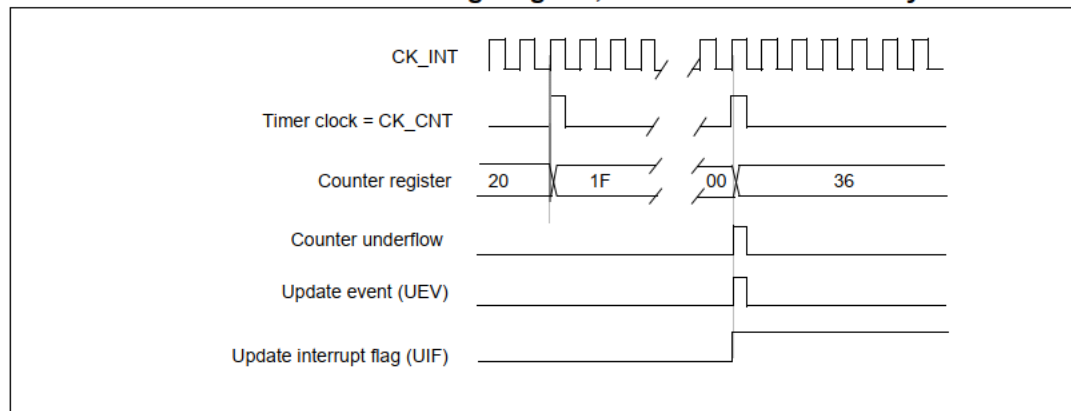 CK_INT
Timer clock = CK_CNT
Counter register 20 1F 00 36
Counter underflow
Update event (UEV)
Update interrupt flag (UIF)